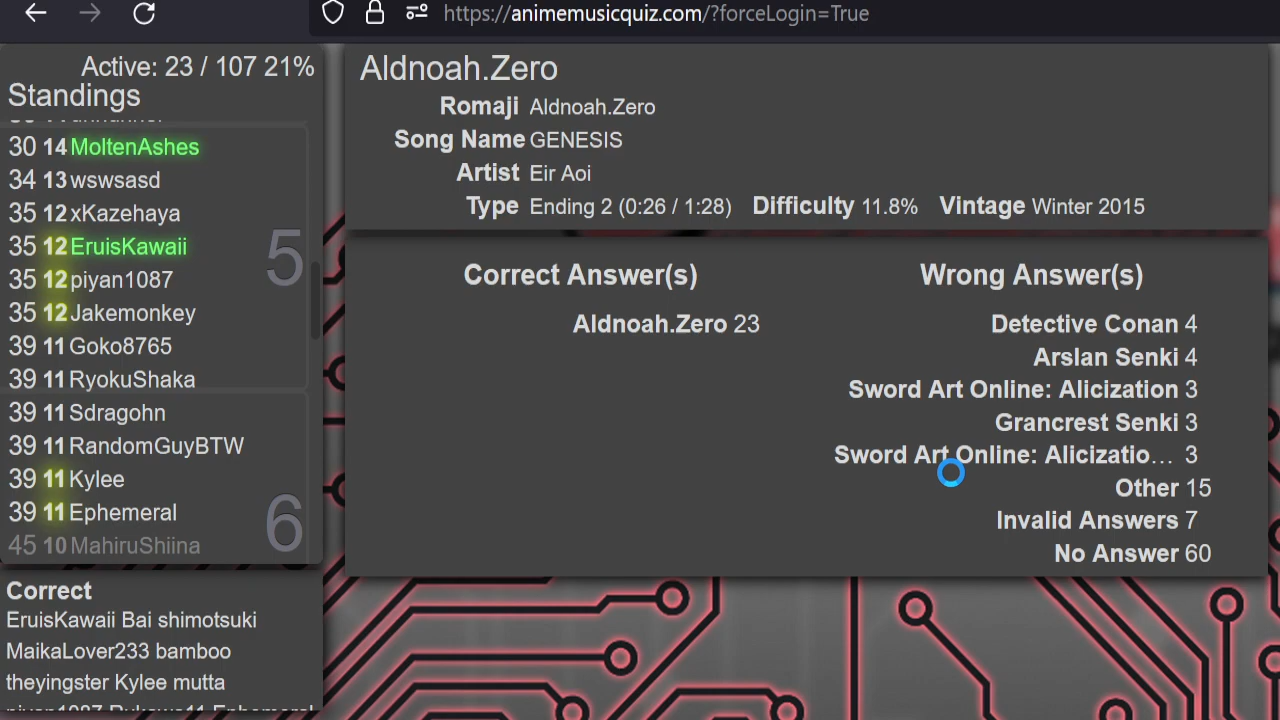 https://animemusicquiz.com/?forceLogin=True
Active: 23 / 107 21%
Standings
30 14 MoltenAshes
34 13 wswsasd
35 12 xKazehaya
35 12 EruisKawaii
35 12 piyan1087
35 12 Jakemonkey
39 11 Goko8765
39 11 RyokuShaka
5
39 11 Sdragohn
39 11 RandomGuyBTW
39 11 Kylee
39 11 Ephemeral
45 10 MahiruShiina
6
Correct
EruisKawaii Bai shimotsuki
MaikaLover233 bamboo
theyingster Kylee mutta
Aldnoah.Zero
Romaji Aldnoah.Zero
Song Name GENESIS
Artist Eir Aoi
Type Ending 2 (0:26 / 1:28) Difficulty 11.8% Vintage Winter 2015
Correct Answer(s)
Aldnoah.Zero 23
Wrong Answer(s)
Detective Conan 4
Arslan Senki 4
Sword Art Online: Alicization 3
Grancrest Senki 3
Sword Art Online: Alicizatio… 3
Other 15
Invalid Answers 7
No Answer 60